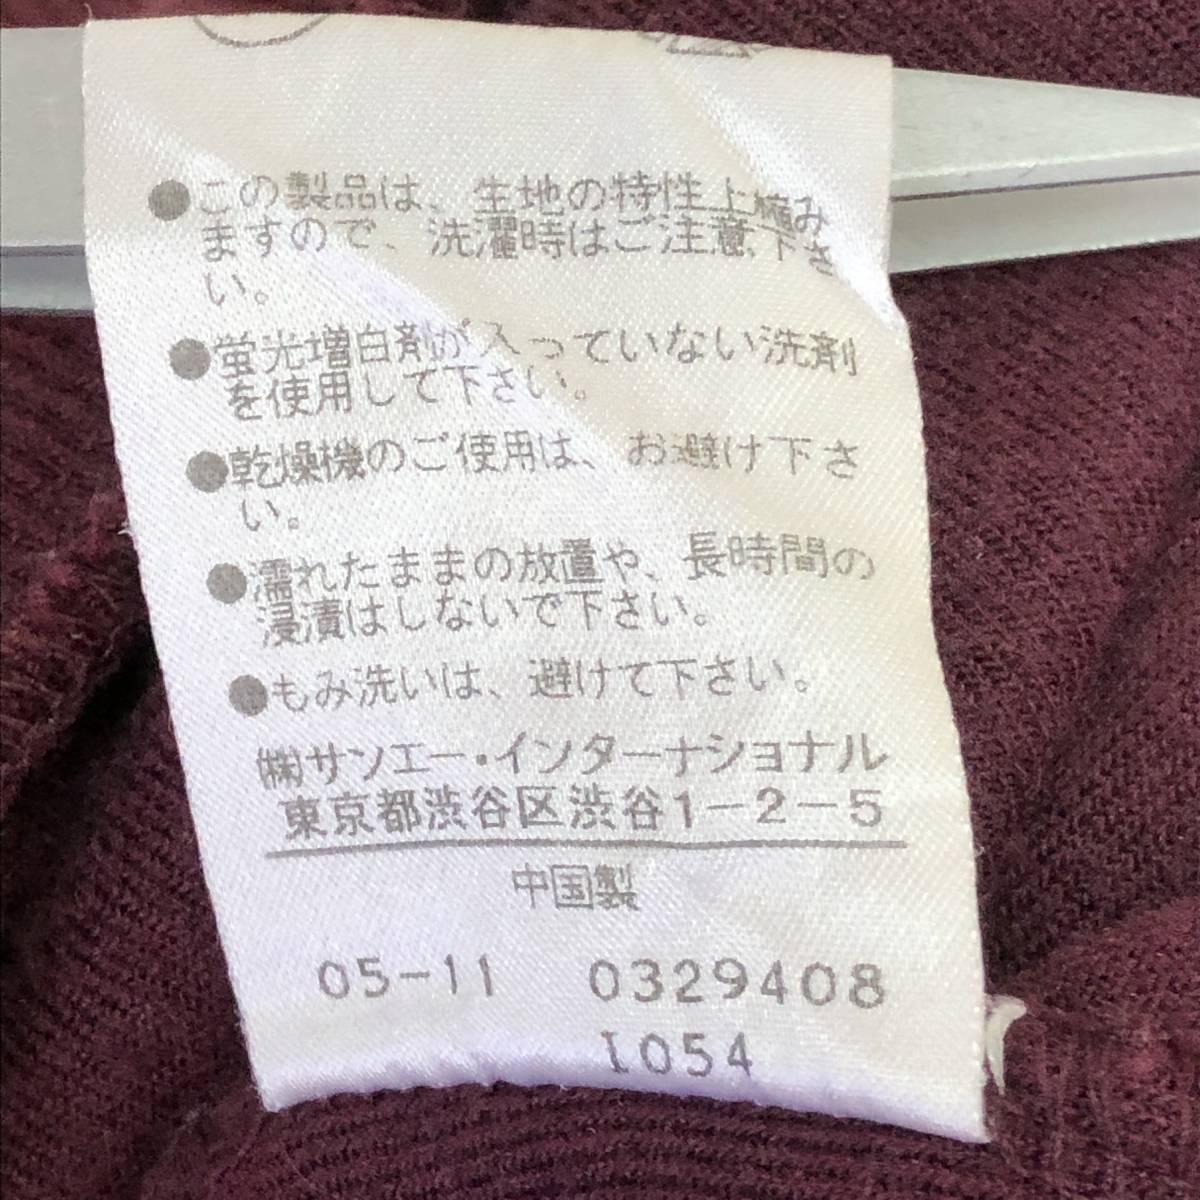 ●この製品は、生地の特性上縮み
ますので、洗濯時はご注意下さ
い。
●蛍光増白剤が入っていない洗剤
を使用して下さい。
●乾燥機のご使用は、お避け下さ
い。
●濡れたままの放置や、長時間の
浸漬はしないで下さい。
●もみ洗いは、避けて下さい。
㈱サンエー・インターナショナル
東京都渋谷区渋谷1-2-5
中国製
05-11 0329408
1054